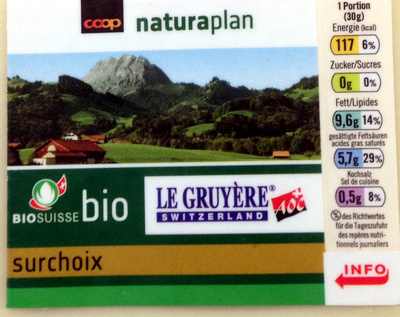 coop naturaplan
1 Portion
(30g)
Energie (kcal)
117 6%
Zucker/Sucres
0g 0%
Fett/Lipides
9,6g 14%
gesättigte Fettsäuren
acides gras saturés
5,7g 29%
Kochsalz
Sel de cuisine
0,5g 8%
% des Richtwertes
für die Tageszufuhr
des repères nutri-
tionnels journaliers
BIOSUISSE bio
LE GRUYÈRE®
SWITZERLAND
AOC
surchoix
INFO